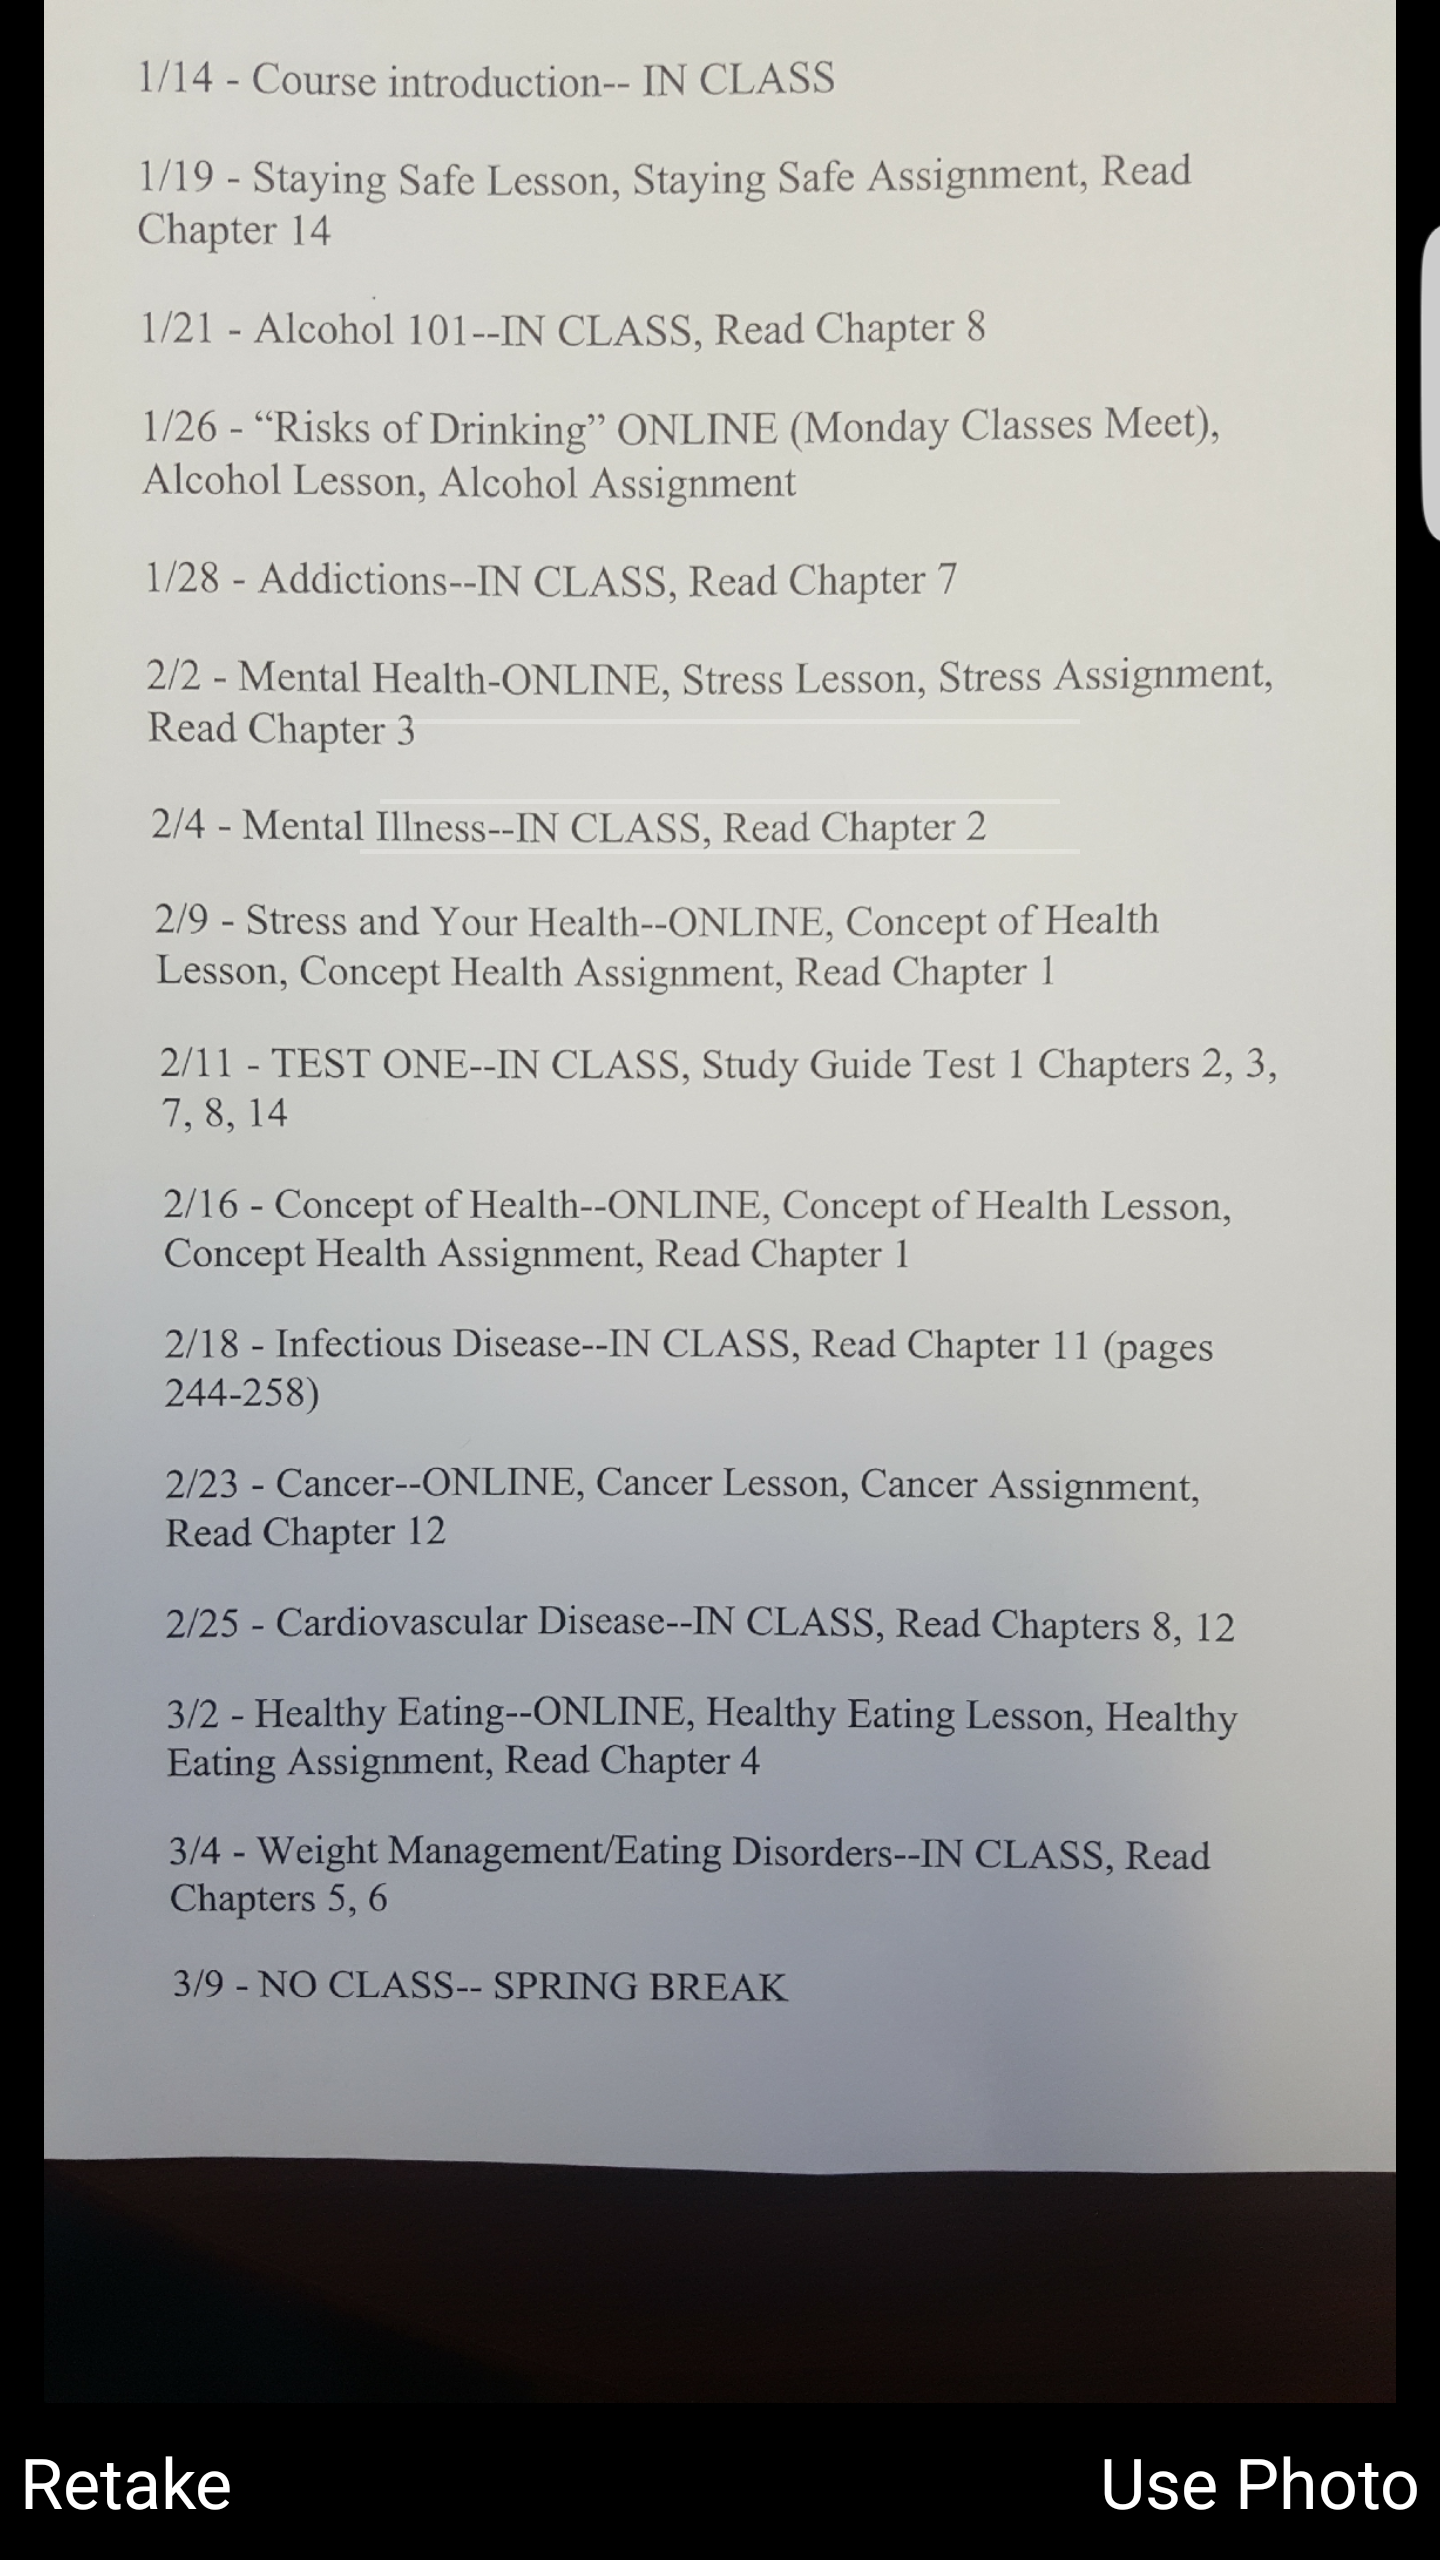 1/14 - Course introduction-- IN CLASS
1/19 - Staying Safe Lesson, Staying Safe Assignment, Read
Chapter 14
1/21 - Alcohol 101--IN CLASS, Read Chapter 8
1/26 - “Risks of Drinking” ONLINE (Monday Classes Meet),
Alcohol Lesson, Alcohol Assignment
1/28 - Addictions--IN CLASS, Read Chapter 7
2/2 - Mental Health-ONLINE, Stress Lesson, Stress Assignment,
Read Chapter 3
2/4 - Mental Illness--IN CLASS, Read Chapter 2
2/9 - Stress and Your Health--ONLINE, Concept of Health
Lesson, Concept Health Assignment, Read Chapter 1
2/11 - TEST ONE--IN CLASS, Study Guide Test 1 Chapters 2, 3,
7, 8, 14
2/16 - Concept of Health--ONLINE, Concept of Health Lesson,
Concept Health Assignment, Read Chapter 1
2/18 - Infectious Disease--IN CLASS, Read Chapter 11 (pages
244-258)
2/23 - Cancer--ONLINE, Cancer Lesson, Cancer Assignment,
Read Chapter 12
2/25 - Cardiovascular Disease--IN CLASS, Read Chapters 8, 12
3/2 - Healthy Eating--ONLINE, Healthy Eating Lesson, Healthy
Eating Assignment, Read Chapter 4
3/4 - Weight Management/Eating Disorders--IN CLASS, Read
Chapters 5, 6
3/9 - NO CLASS-- SPRING BREAK
Retake
Use Photo